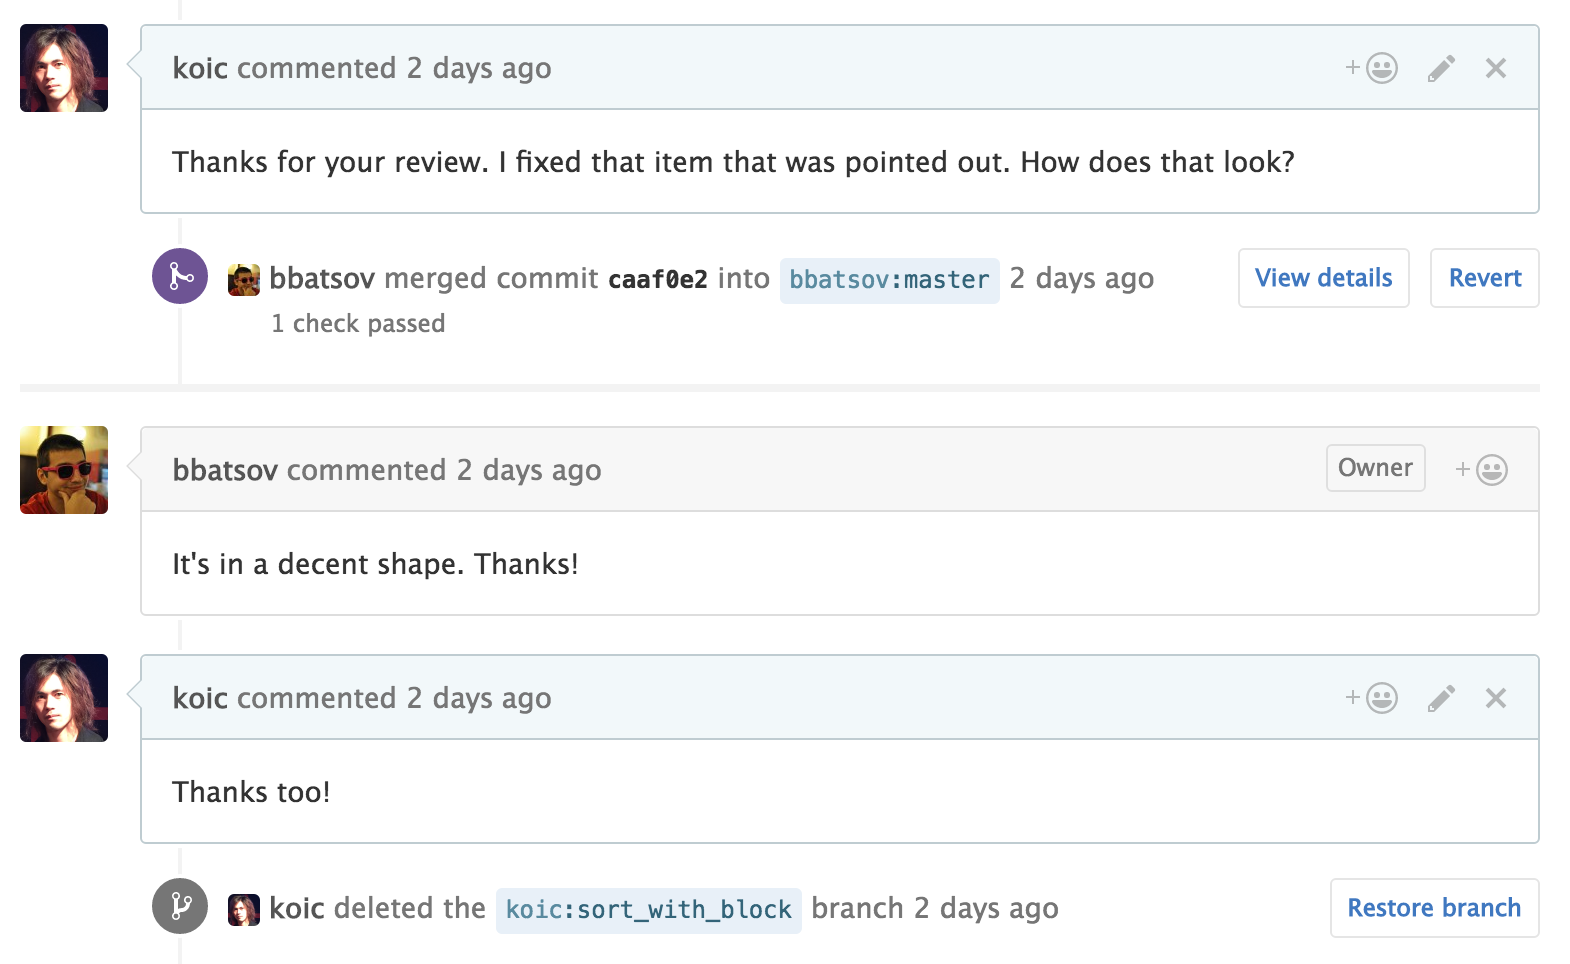 koic commented 2 days ago
Thanks for your review. I fixed that item that was pointed out. How does that look?
bbatsov merged commit caaf0e2 into bbatsov:master 2 days ago View details Revert
1 check passed
bbatsov commented 2 days ago Owner
It's in a decent shape. Thanks!
koic commented 2 days ago
Thanks too!
koic deleted the koic:sort_with_block branch 2 days ago Restore branch